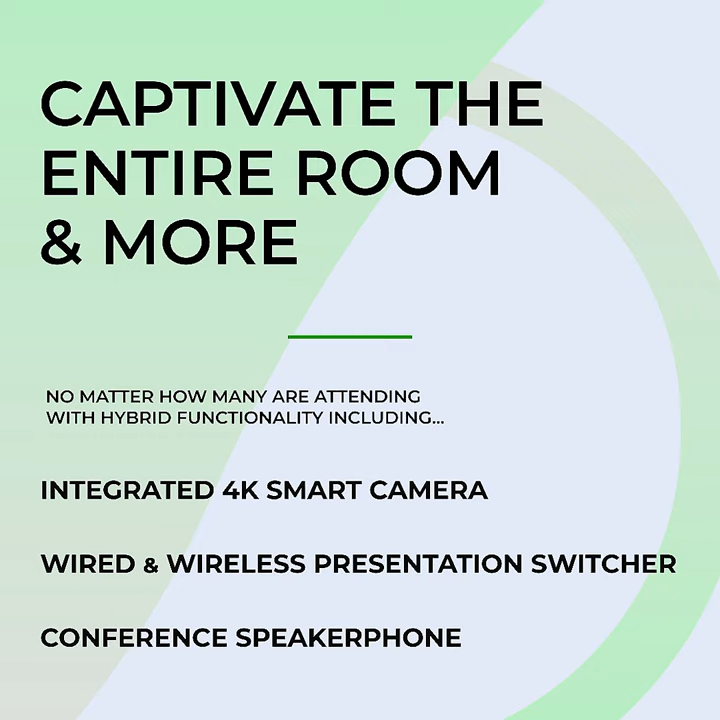 CAPTIVATE THE
ENTIRE ROOM
& MORE
NO MATTER HOW MANY ARE ATTENDING
WITH HYBRID FUNCTIONALITY INCLUDING...
INTEGRATED 4K SMART CAMERA
WIRED & WIRELESS PRESENTATION SWITCHER
CONFERENCE SPEAKERPHONE